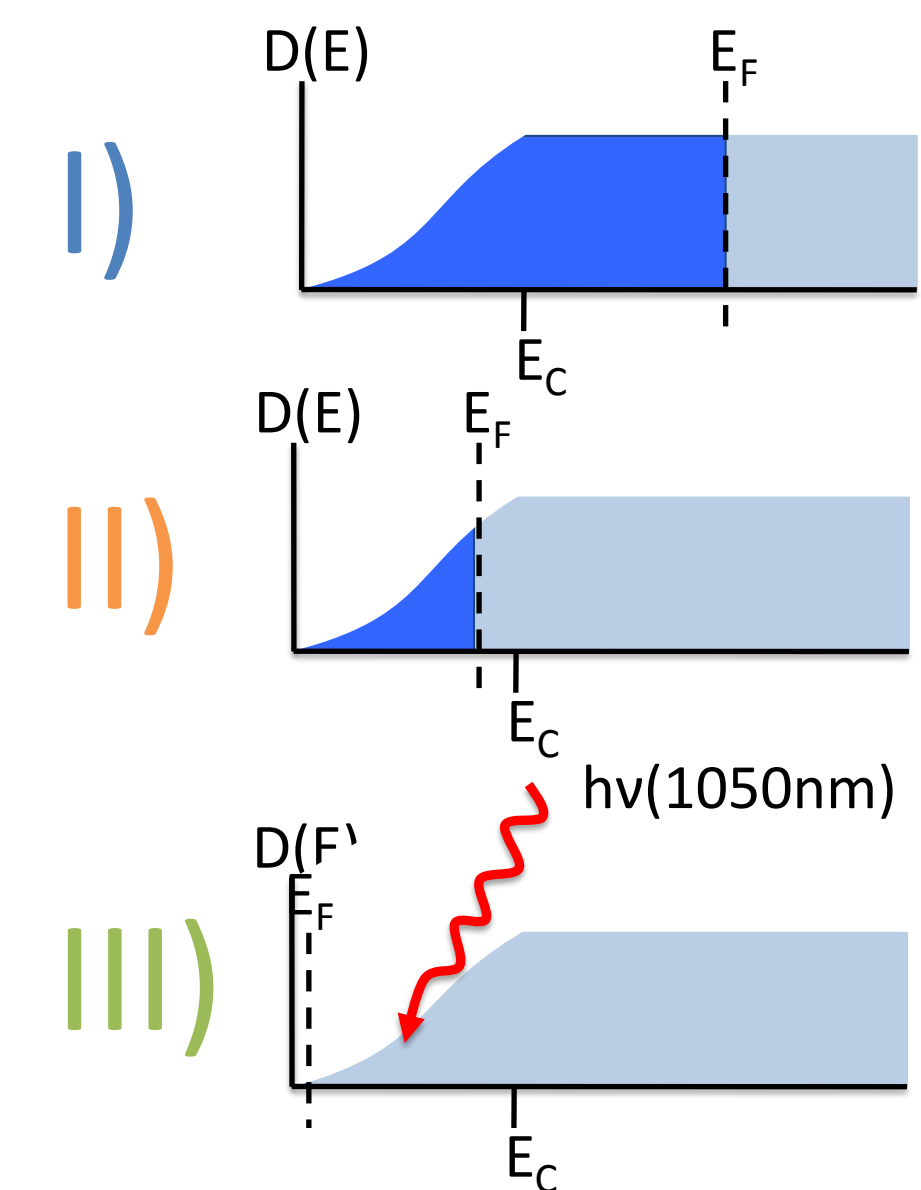 D(E) E_F
I)
E_C
D(E) E_F
II)
E_C
hν(1050nm)
D(E)
E_F
III)
E_C